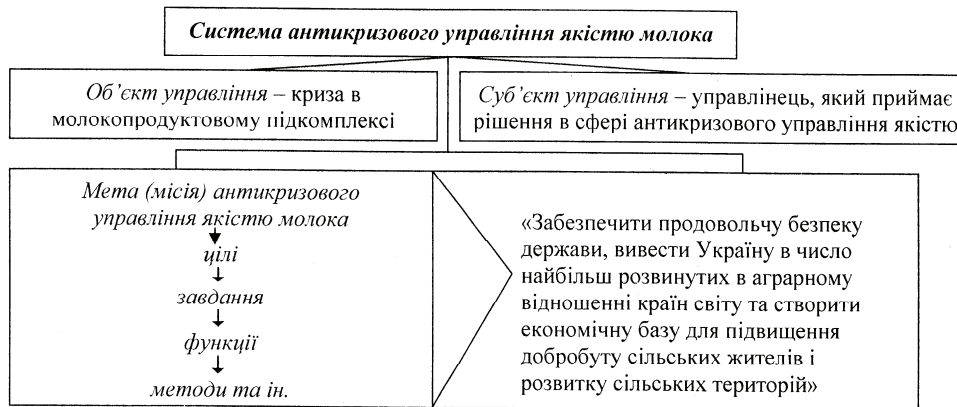 Система антикризового управління якістю молока
Об’єкт управління – криза в
молокопродуктовому підкомплексі
Суб’єкт управління – управлінець, який приймає
рішення в сфері антикризового управління якістю
Мета (місія) антикризового
управління якістю молока
цілі
завдання
функції
методи та ін.
«Забезпечити продовольчу безпеку
держави, вивести Україну в число
найбільш розвинутих в аграрному
відношенні країн світу та створити
економічну базу для підвищення
добробуту сільських жителів і
розвитку сільських територій»